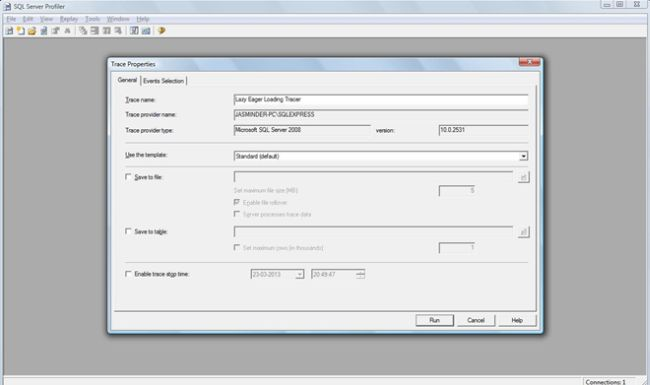 SQL Server Profiler
File Edit View Replay Tools Window Help
Trace Properties
General Events Selection
Trace name: Lazy Eager Loading Tracer
Trace provider name: JASMINDER-PC\SQLEXPRESS
Trace provider type: Microsoft SQL Server 2008 version: 10.0.2531
Use the template: Standard (default)
Save to file:
Set maximum file size (MB): 5
Enable file rollover
Server processes trace data
Save to table:
Set maximum rows (in thousands): 1
Enable trace stop time: 23-03-2013 20:49:47
Run Cancel Help
Connections: 1